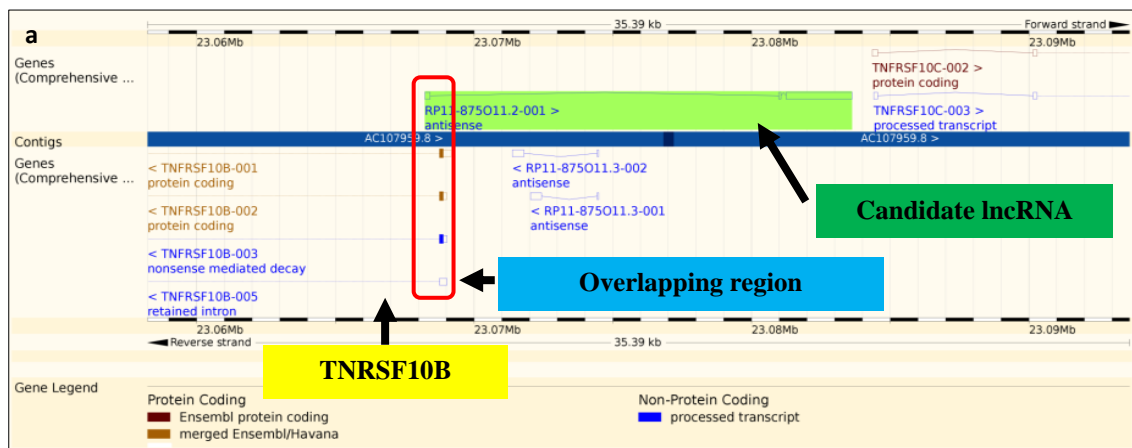 a
35.39 kb
Forward strand
23.06Mb 23.07Mb 23.08Mb 23.09Mb
Genes
(Comprehensive ...
TNFRSF10C-002 >
protein coding
RP11-875O11.2-001 >
antisense
TNFRSF10C-003 >
processed transcript
Contigs
AC107959.8 > AC107959.8 >
Genes
(Comprehensive ...
< TNFRSF10B-001
protein coding
< RP11-875O11.3-002
antisense
< TNFRSF10B-002
protein coding
< RP11-875O11.3-001
antisense
Candidate lncRNA
< TNFRSF10B-003
nonsense mediated decay
Overlapping region
< TNFRSF10B-005
retained intron
23.06Mb 23.07Mb 23.08Mb 23.09Mb
Reverse strand
35.39 kb
TNRSF10B
Gene Legend
Protein Coding
Ensembl protein coding
merged Ensembl/Havana
Non-Protein Coding
processed transcript